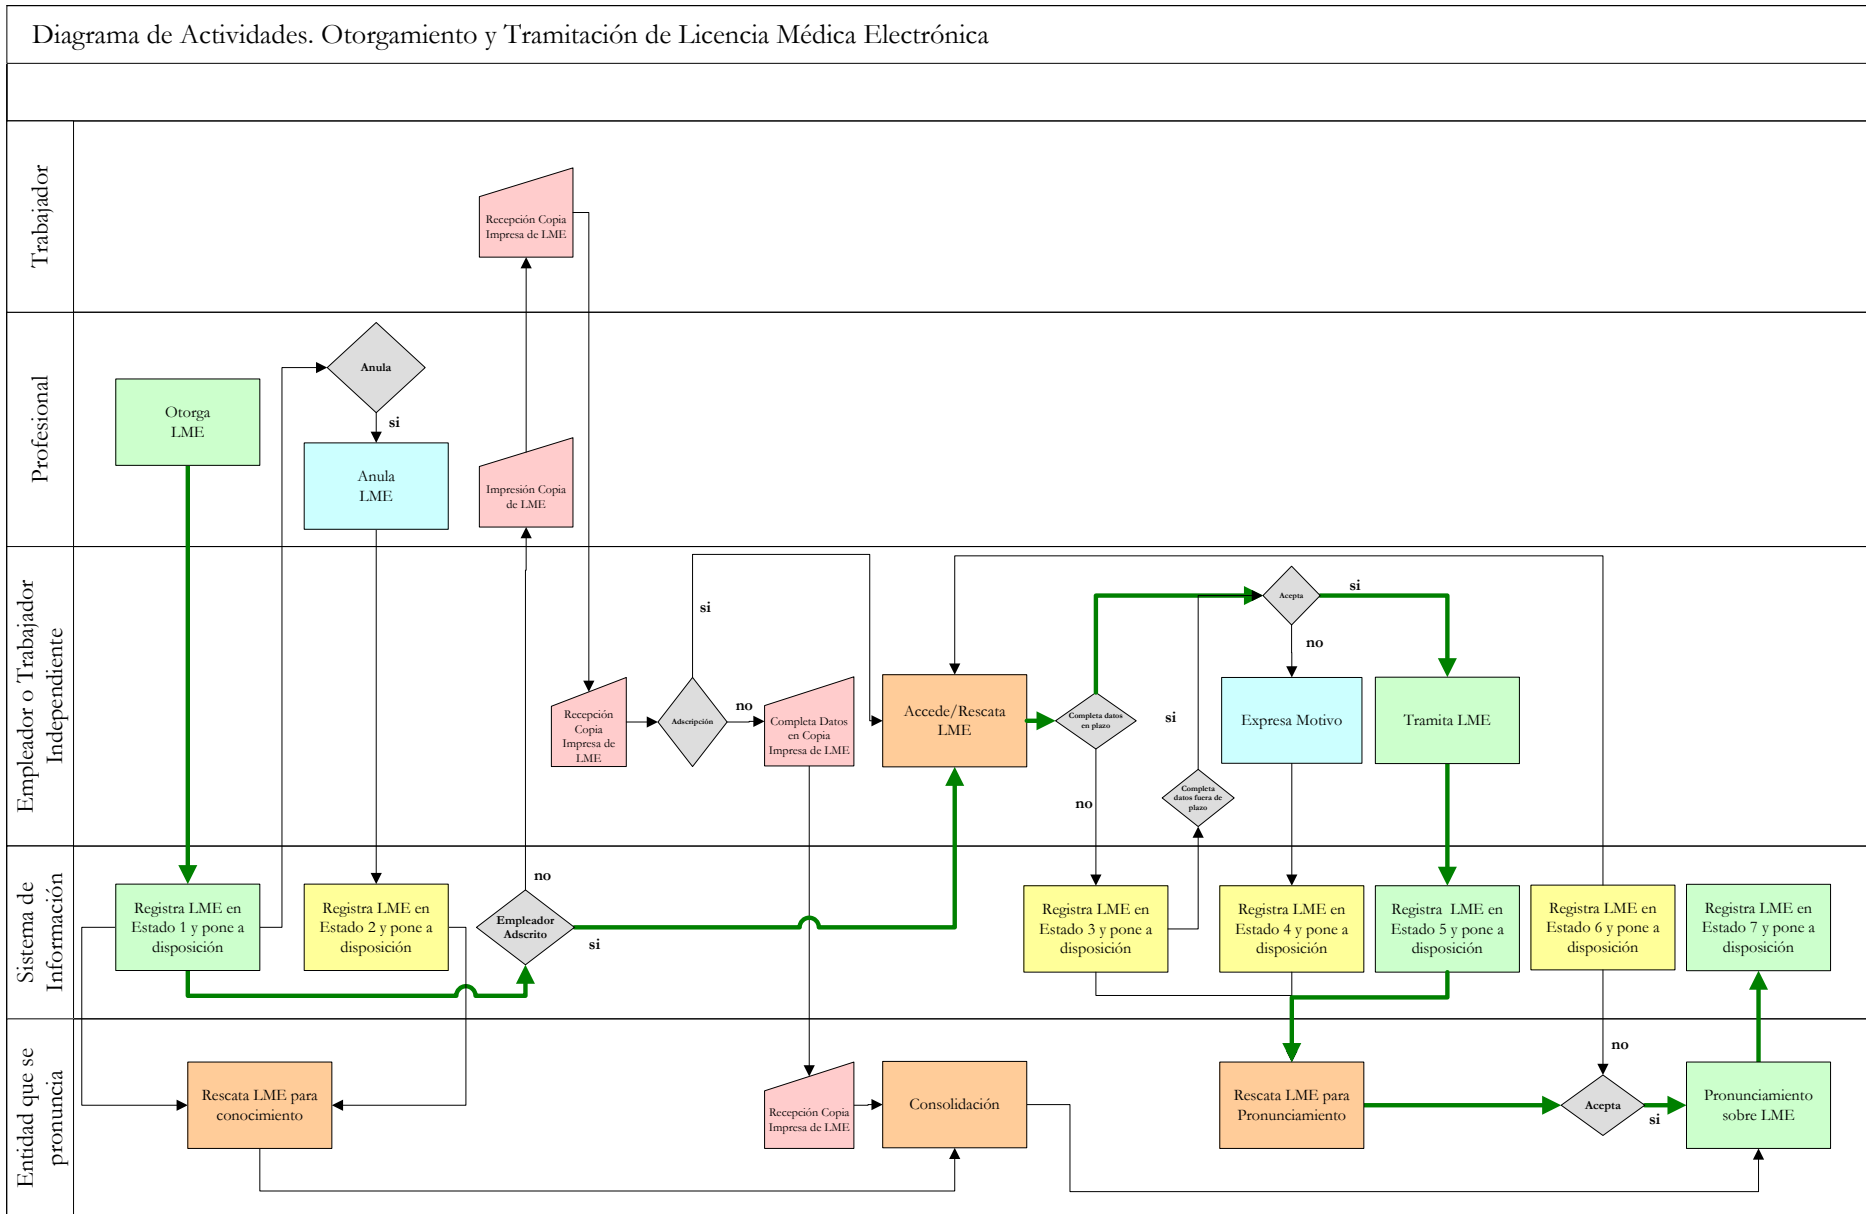 Diagrama de Actividades. Otorgamiento y Tramitación de Licencia Médica Electrónica
Trabajador
Recepción Copia
Impresa de LME
Profesional
Otorga
LME
Anula
si
Anula
LME
Impresión Copia
de LME
Empleador o Trabajador
Independiente
Recepción
Copia
Impresa de
LME
Adscripción
si
no
Completa Datos
en Copia
Impresa de LME
Accede/Rescata
LME
Completa datos
en plazo
no
si
Completa
datos fuera de
plazo
Acepta
si
no
Expresa Motivo
Tramita LME
Sistema de
Información
Registra LME en
Estado 1 y pone a
disposición
Registra LME en
Estado 2 y pone a
disposición
no
Empleador
Adscrito
si
Registra LME en
Estado 3 y pone a
disposición
Registra LME en
Estado 4 y pone a
disposición
Registra LME en
Estado 5 y pone a
disposición
Registra LME en
Estado 6 y pone a
disposición
Registra LME en
Estado 7 y pone a
disposición
Entidad que se
pronuncia
Rescata LME para
conocimiento
Recepción Copia
Impresa de LME
Consolidación
Rescata LME para
Pronunciamiento
no
Acepta
si
Pronunciamiento
sobre LME